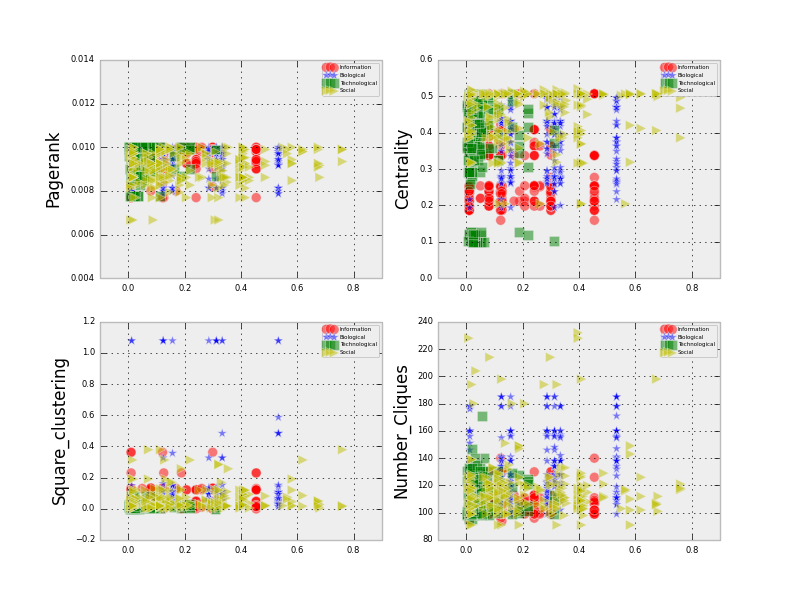 0.014
0.012
0.010
0.008
0.006
0.004
Pagerank
Information
Biological
Technological
Social
0.0 0.2 0.4 0.6 0.8
0.6
0.5
0.4
0.3
0.2
0.1
0.0
Centrality
Information
Biological
Technological
Social
0.0 0.2 0.4 0.6 0.8
1.2
1.0
0.8
0.6
0.4
0.2
0.0
−0.2
Square_clustering
Information
Biological
Technological
Social
0.0 0.2 0.4 0.6 0.8
240
220
200
180
160
140
120
100
80
Number_Cliques
Information
Biological
Technological
Social
0.0 0.2 0.4 0.6 0.8